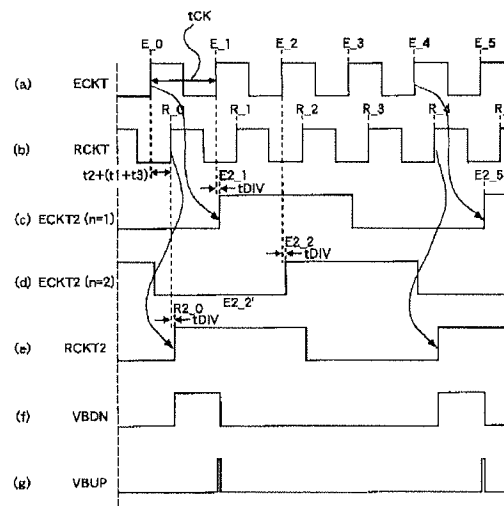 tCK
E_0 E_1 E_2 E_3 E_4 E_5
(a) ECKT
R_0 R_1 R_2 R_3 R_4 R
(b) RCKT
t2+(t1+t3)
E2_1
tDIV
E2_5
(c) ECKT2 (n=1)
E2_2
tDIV
(d) ECKT2 (n=2)
E2_2'
R2_0
tDIV
(e) RCKT2
(f) VBDN
(g) VBUP